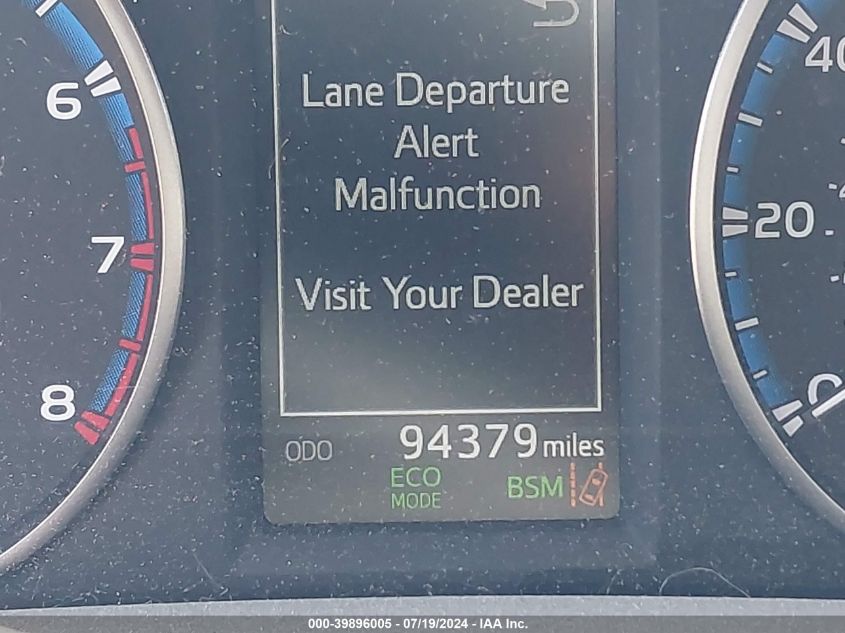 Lane Departure
Alert
Malfunction
Visit Your Dealer
ODO 94379 miles
ECO
MODE
BSM
6
7
8
40
20
0
000-39896005 - 07/19/2024 - IAA Inc.